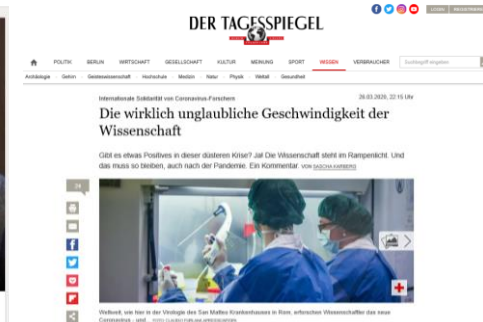 DER TAGESSPIEGEL
LOGIN REGISTRIEREN
POLITIK BERLIN WIRTSCHAFT GESELLSCHAFT KULTUR MEINUNG SPORT WISSEN VERBRAUCHER Suchbegriff eingeben
Archäologie Gehirn Geisteswissenschaft Hochschule Medizin Natur Physik Weltall Gesundheit
Internationale Solidarität von Coronavirus-Forschern
22:15 Uhr
Die wirklich unglaubliche Geschwindigkeit der
Wissenschaft
Gibt es etwas Positives in dieser düsteren Krise? Ja! Die Wissenschaft steht im Rampenlicht. Und
das muss so bleiben, auch nach der Pandemie. Ein Kommentar. VON SASCHA KARBERG
Weltweit, wie hier in der Virologie des San Matteo Krankenhauses in Rom, erforschen Wissenschaftler das neue
Coronavirus - und